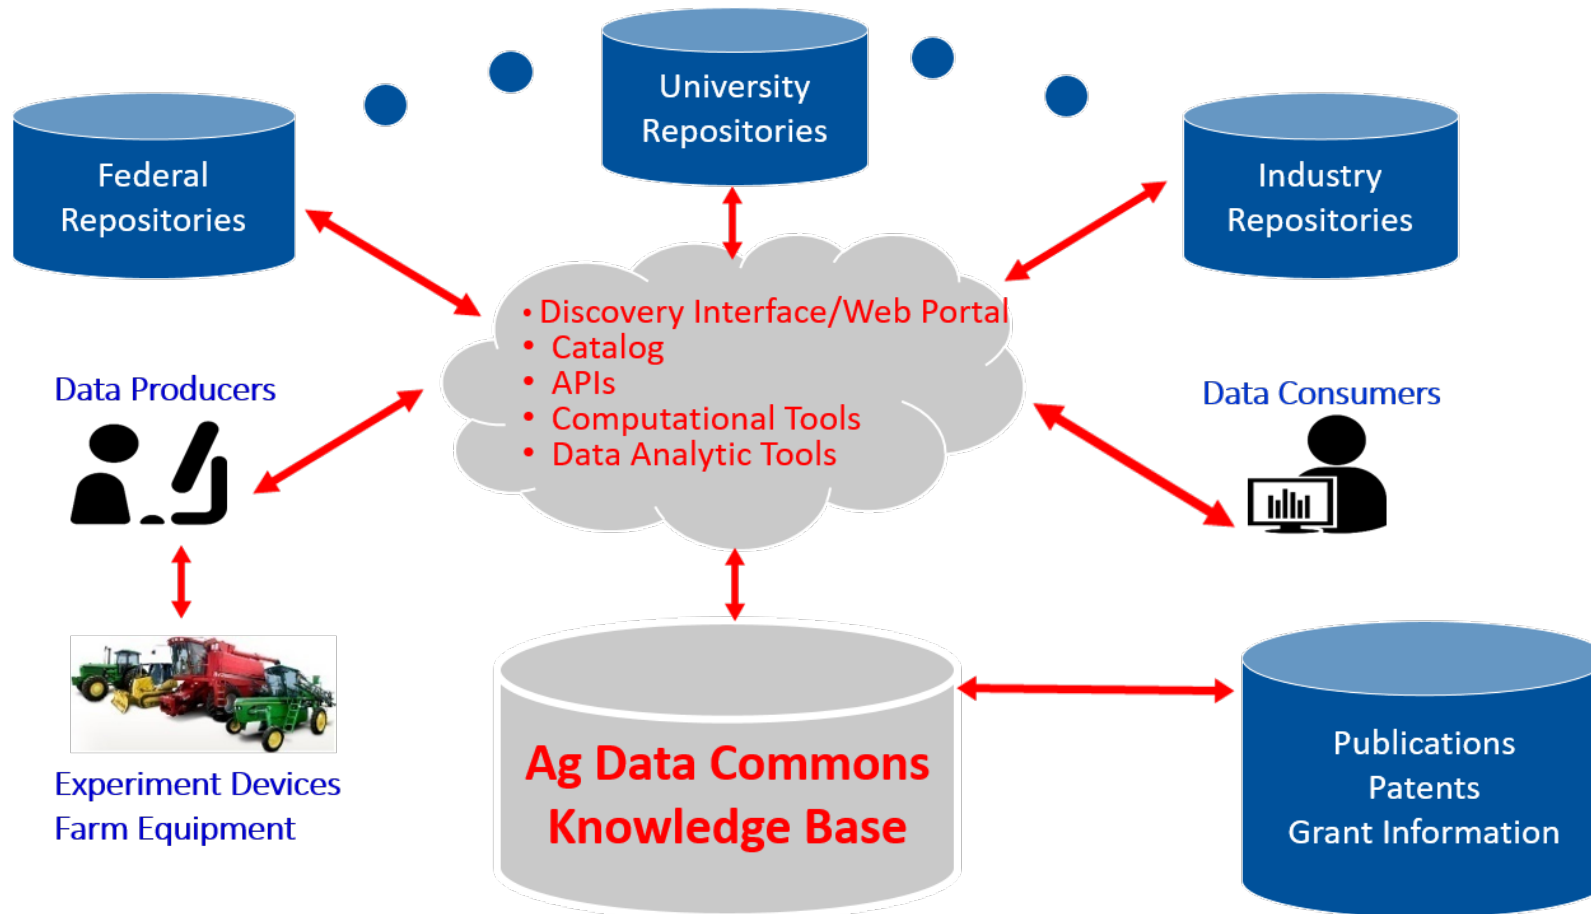 University
Repositories
Federal
Repositories
Industry
Repositories
• Discovery Interface/Web Portal
• Catalog
• APIs
• Computational Tools
• Data Analytic Tools
Data Producers
Data Consumers
Experiment Devices
Farm Equipment
Ag Data Commons
Knowledge Base
Publications
Patents
Grant Information